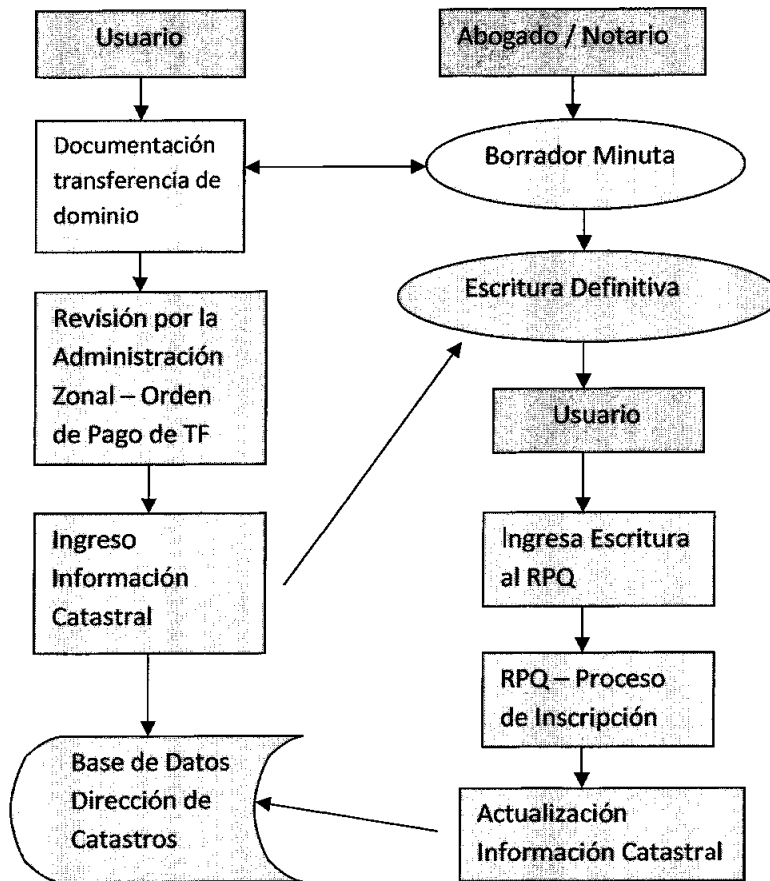 Usuario
Documentación
transferencia de
dominio
Revisión por la
Administración
Zonal – Orden
de Pago de TF
Ingreso
Información
Catastral
Base de Datos
Dirección de
Catastros
Abogado / Notario
Borrador Minuta
Escritura Definitiva
Usuario
Ingresa Escritura
al RPQ
RPQ – Proceso
de Inscripción
Actualización
Información Catastral